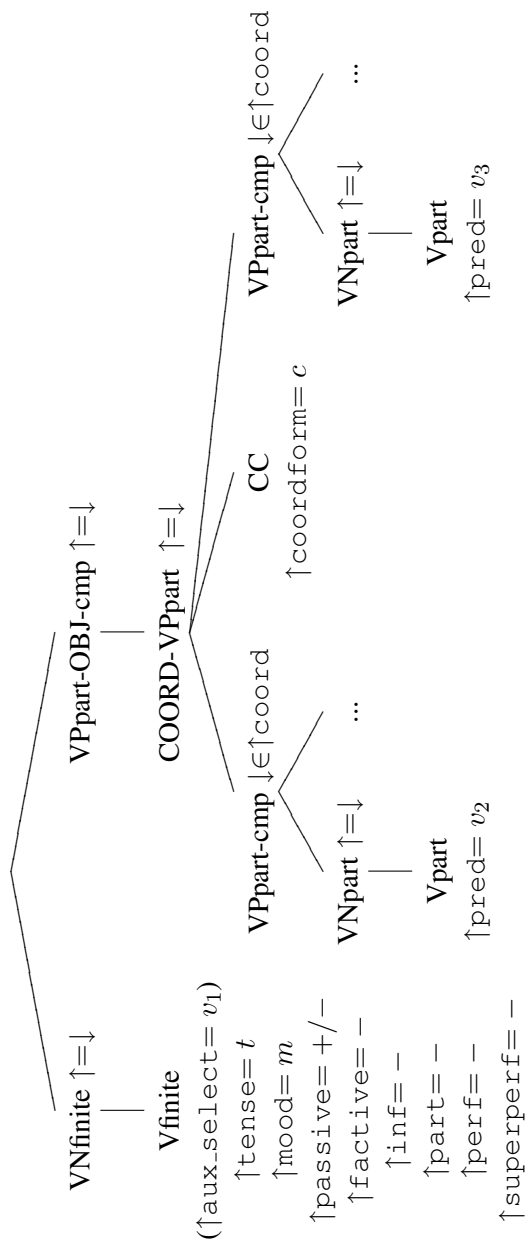 VNfinite ↑=↓
Vfinite
(↑aux_select= v₁)
↑tense= t
↑mood= m
↑passive= +/−
↑factive= −
↑inf= −
↑part= −
↑perf= −
↑superperf= −
VPpart-OBJ-cmp ↑=↓
COORD-VPpart ↑=↓
VPpart-cmp ↓∈↑coord
VNpart ↑=↓
...
Vpart
↑pred= v₂
CC
↑coordform= c
VPpart-cmp ↓∈↑coord
VNpart ↑=↓
...
Vpart
↑pred= v₃